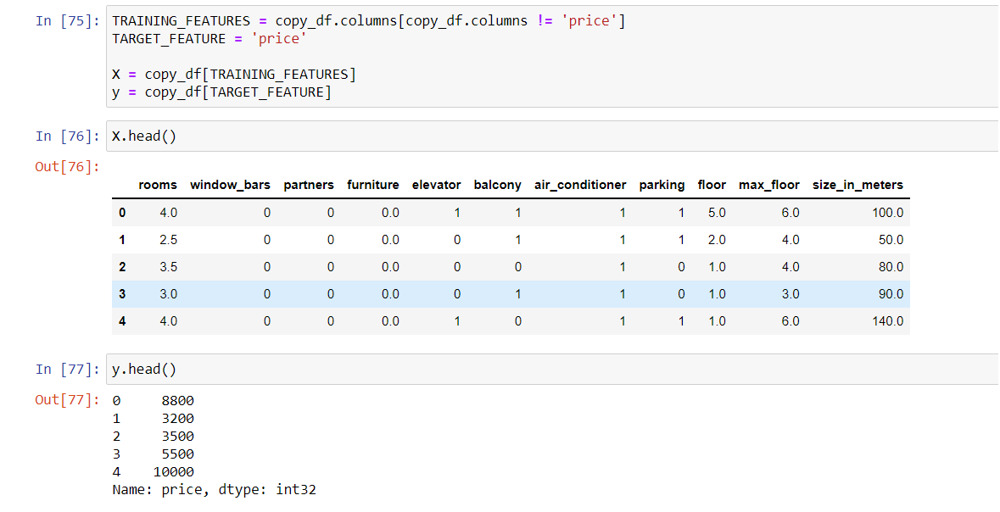 In [75]: TRAINING_FEATURES = copy_df.columns[copy_df.columns != 'price']
TARGET_FEATURE = 'price'
X = copy_df[TRAINING_FEATURES]
y = copy_df[TARGET_FEATURE]
In [76]: X.head()
Out[76]:
rooms window_bars partners furniture elevator balcony air_conditioner parking floor max_floor size_in_meters
0 4.0 0 0 0.0 1 1 1 1 5.0 6.0 100.0
1 2.5 0 0 0.0 0 1 1 1 2.0 4.0 50.0
2 3.5 0 0 0.0 0 0 1 0 1.0 4.0 80.0
3 3.0 0 0 0.0 0 1 1 0 1.0 3.0 90.0
4 4.0 0 0 0.0 1 0 1 1 1.0 6.0 140.0
In [77]: y.head()
Out[77]: 0 8800
1 3200
2 3500
3 5500
4 10000
Name: price, dtype: int32